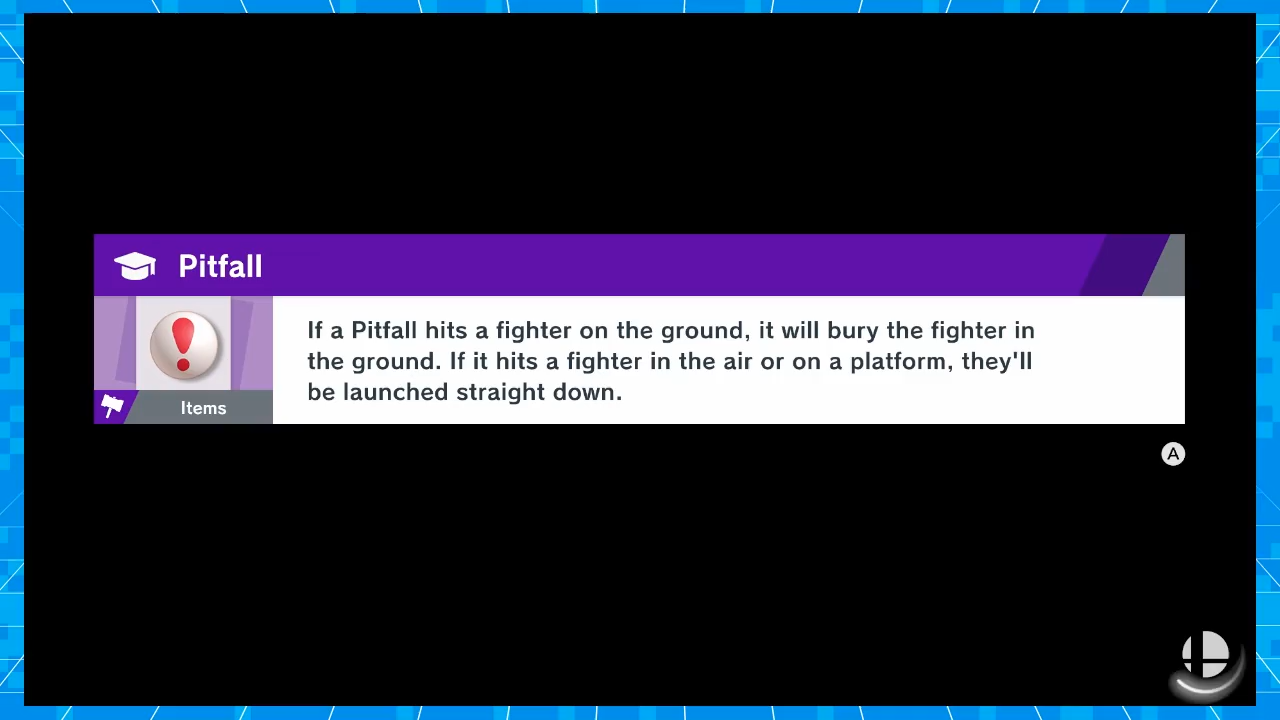 Pitfall
If a Pitfall hits a fighter on the ground, it will bury the fighter in
the ground. If it hits a fighter in the air or on a platform, they'll
be launched straight down.
Items
A